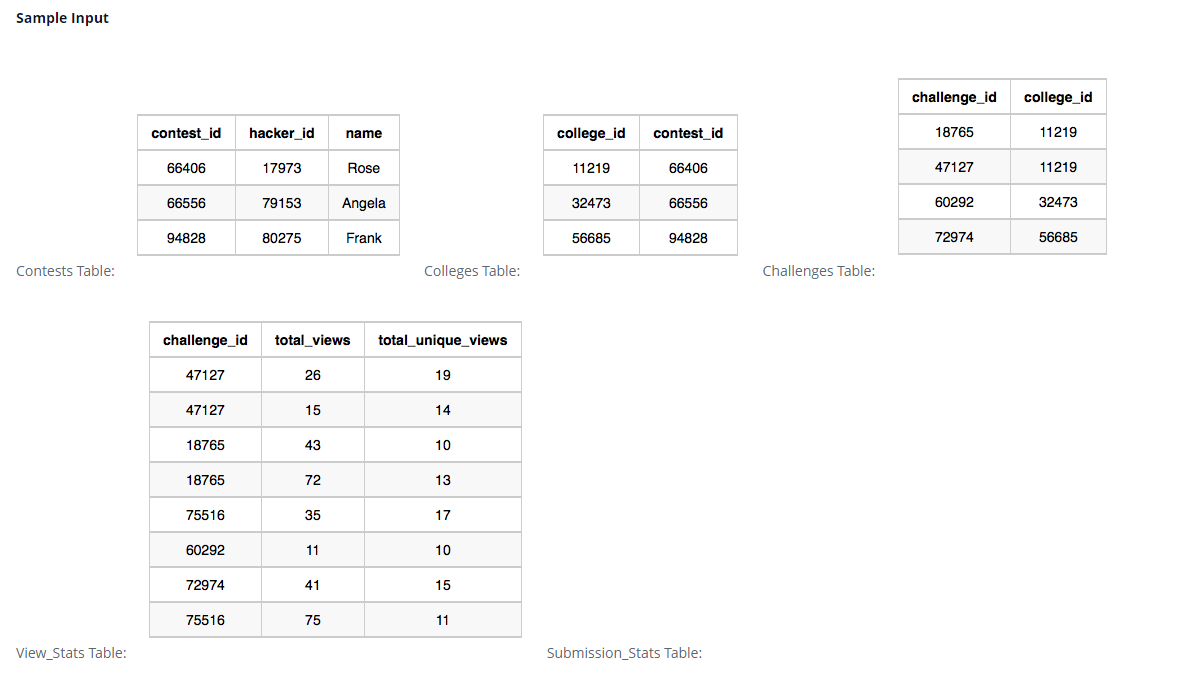 Sample Input
contest_id hacker_id name
66406 17973 Rose
66556 79153 Angela
94828 80275 Frank
Contests Table:
college_id contest_id
11219 66406
32473 66556
56685 94828
Colleges Table:
challenge_id college_id
18765 11219
47127 11219
60292 32473
72974 56685
Challenges Table:
challenge_id total_views total_unique_views
47127 26 19
47127 15 14
18765 43 10
18765 72 13
75516 35 17
60292 11 10
72974 41 15
75516 75 11
View_Stats Table:
Submission_Stats Table: